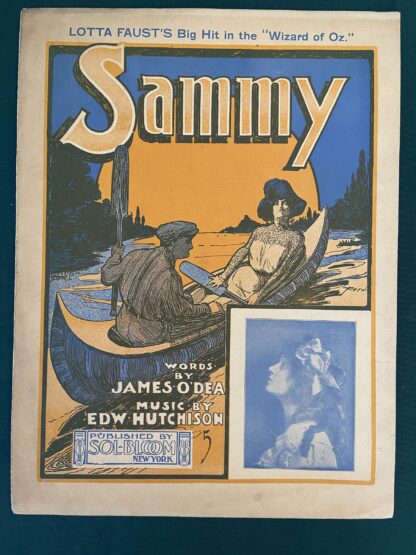 LOTTA FAUST'S Big Hit in the "Wizard of Oz."
Sammy
WORDS
BY
JAMES·O'DEA
MUSIC·BY
EDW·HUTCHISON
PUBLISHED BY
SOL·BLOOM
NEW YORK
5